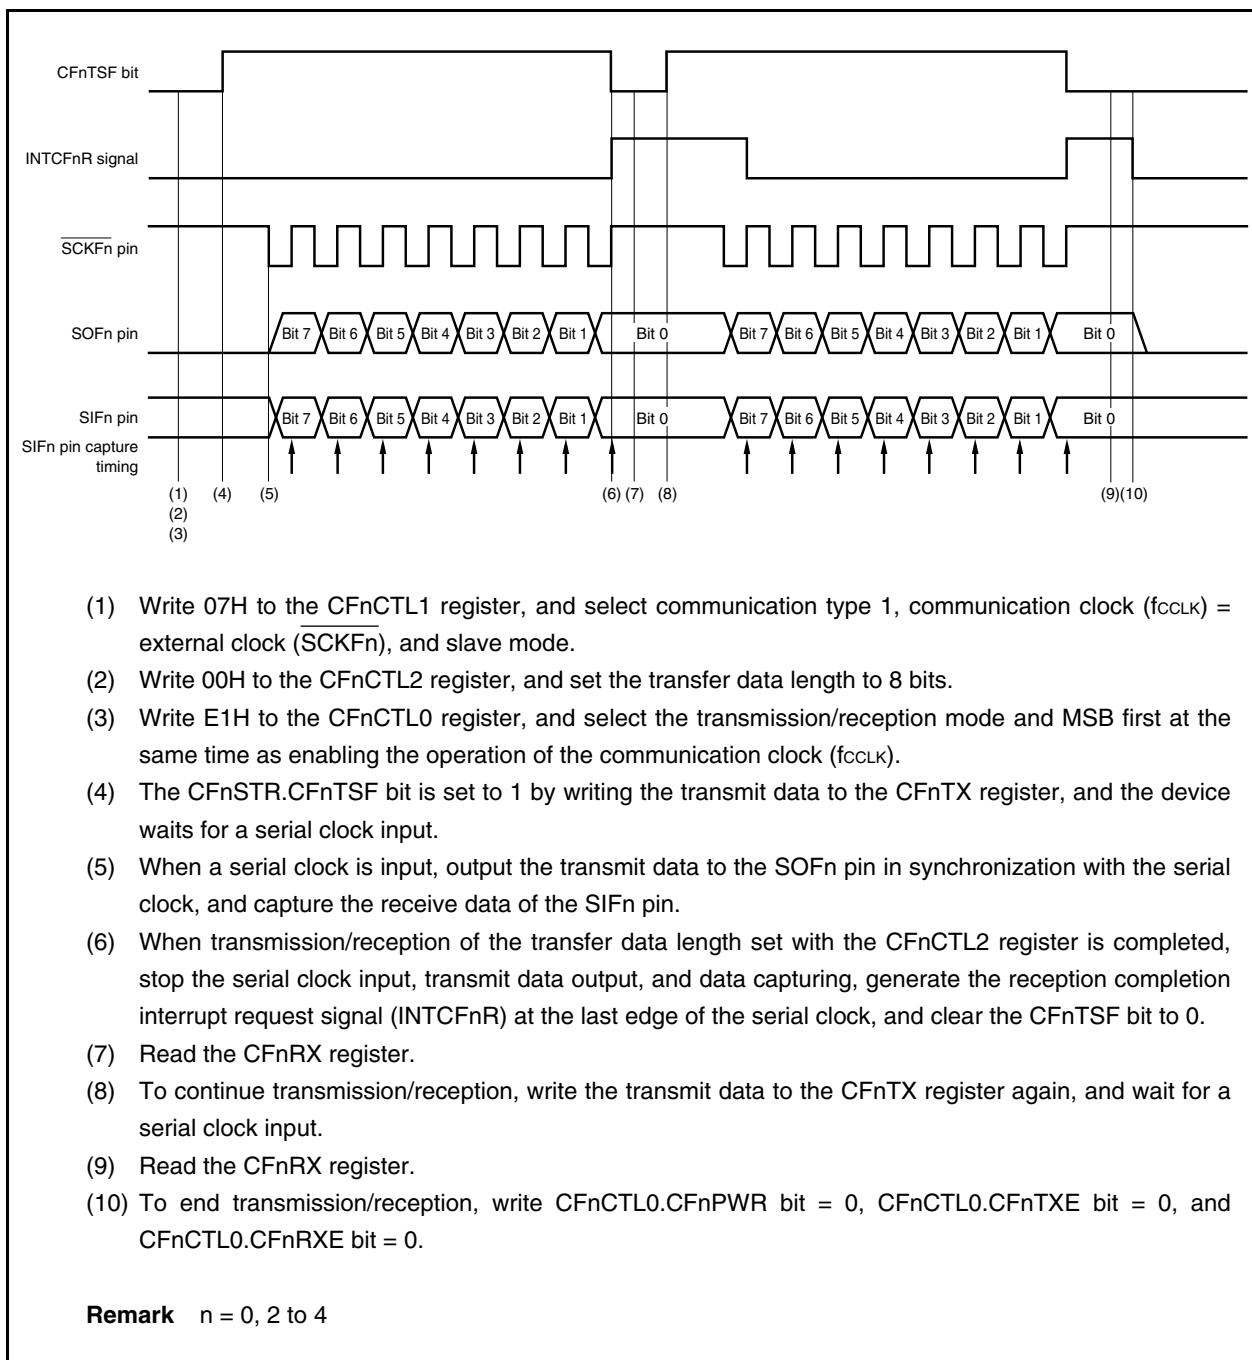 CFnTSF bit
INTCFnR signal
SCKFn pin
SOFn pin
Bit 7 Bit 6 Bit 5 Bit 4 Bit 3 Bit 2 Bit 1 Bit 0 Bit 7 Bit 6 Bit 5 Bit 4 Bit 3 Bit 2 Bit 1 Bit 0
SIFn pin
Bit 7 Bit 6 Bit 5 Bit 4 Bit 3 Bit 2 Bit 1 Bit 0 Bit 7 Bit 6 Bit 5 Bit 4 Bit 3 Bit 2 Bit 1 Bit 0
SIFn pin capture
timing
(1) (4) (5) (6) (7) (8) (9) (10)
(2)
(3)
(1) Write 07H to the CFnCTL1 register, and select communication type 1, communication clock (fCCLK) =
external clock (SCKFn), and slave mode.
(2) Write 00H to the CFnCTL2 register, and set the transfer data length to 8 bits.
(3) Write E1H to the CFnCTL0 register, and select the transmission/reception mode and MSB first at the
same time as enabling the operation of the communication clock (fCCLK).
(4) The CFnSTR.CFnTSF bit is set to 1 by writing the transmit data to the CFnTX register, and the device
waits for a serial clock input.
(5) When a serial clock is input, output the transmit data to the SOFn pin in synchronization with the serial
clock, and capture the receive data of the SIFn pin.
(6) When transmission/reception of the transfer data length set with the CFnCTL2 register is completed,
stop the serial clock input, transmit data output, and data capturing, generate the reception completion
interrupt request signal (INTCFnR) at the last edge of the serial clock, and clear the CFnTSF bit to 0.
(7) Read the CFnRX register.
(8) To continue transmission/reception, write the transmit data to the CFnTX register again, and wait for a
serial clock input.
(9) Read the CFnRX register.
(10) To end transmission/reception, write CFnCTL0.CFnPWR bit = 0, CFnCTL0.CFnTXE bit = 0, and
CFnCTL0.CFnRXE bit = 0.
Remark n = 0, 2 to 4